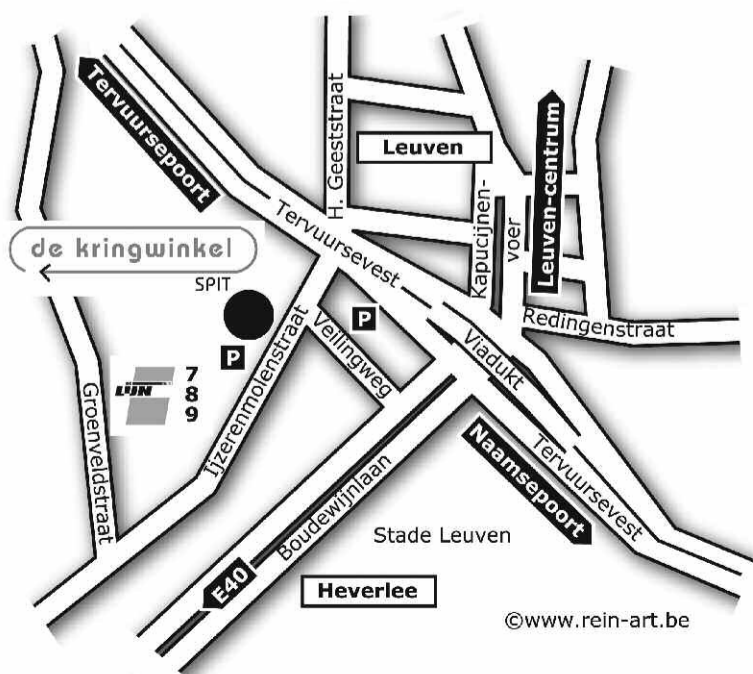 Tervuursepoort
H. Geeststraat
Leuven
Kapucijnen-
voer
Leuven-centrum
de kringwinkel
Tervuursevest
SPIT
P
Redingenstraat
P
Veilingweg
Viadukt
LIJN
7
8
9
IJzerenmolenstraat
Groenveldstraat
Naamsepoort
Tervuursevest
Boudewijnlaan
Stade Leuven
E40
Heverlee
©www.rein-art.be